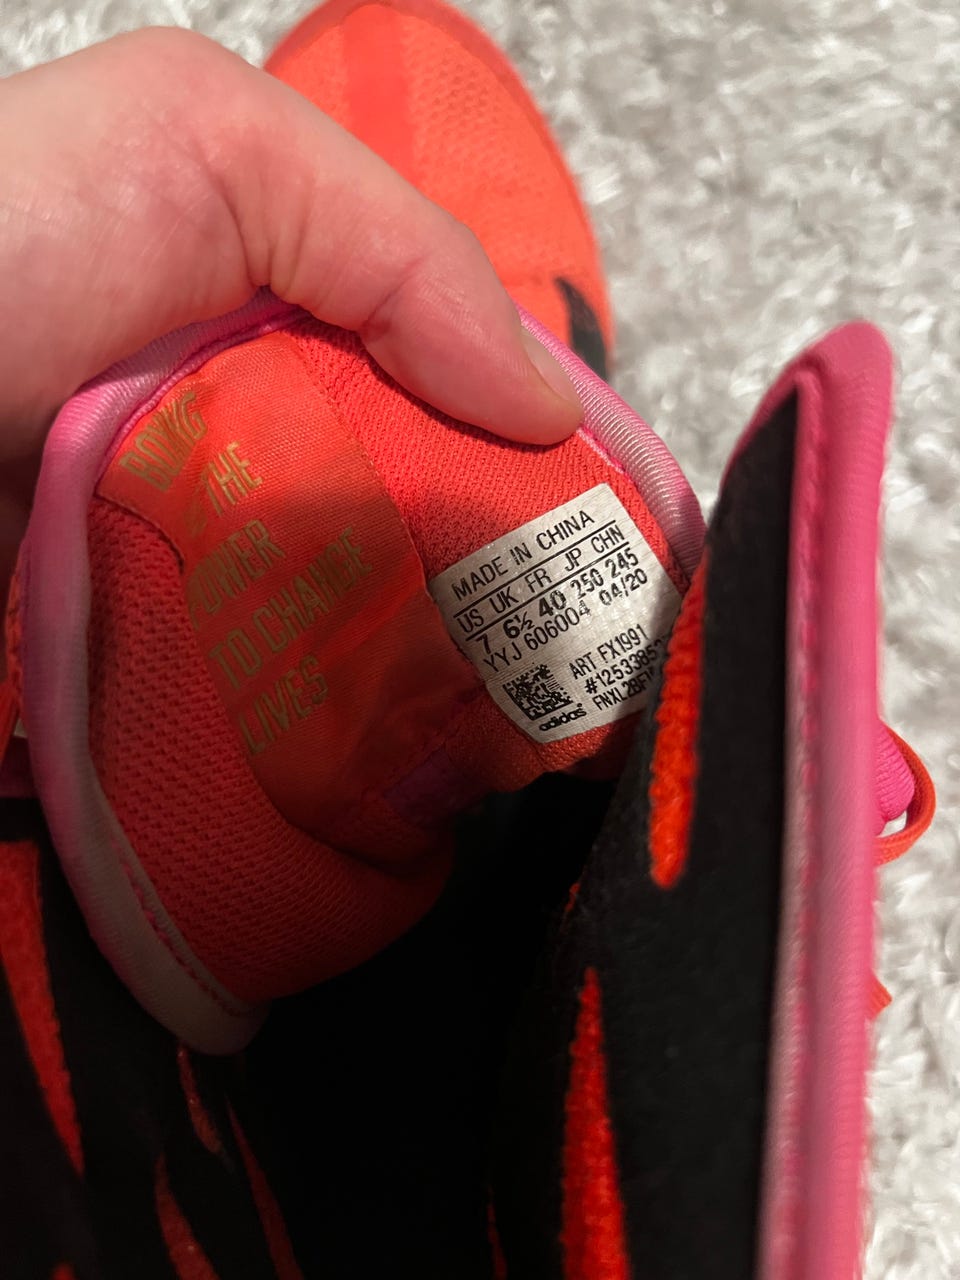 BOXING
THE
POWER
TO CHANGE
LIVES
MADE IN CHINA
US UK FR JP CHN
7 6½ 40 250 245
YYJ 606004 04/20
ART FX1991
adidas